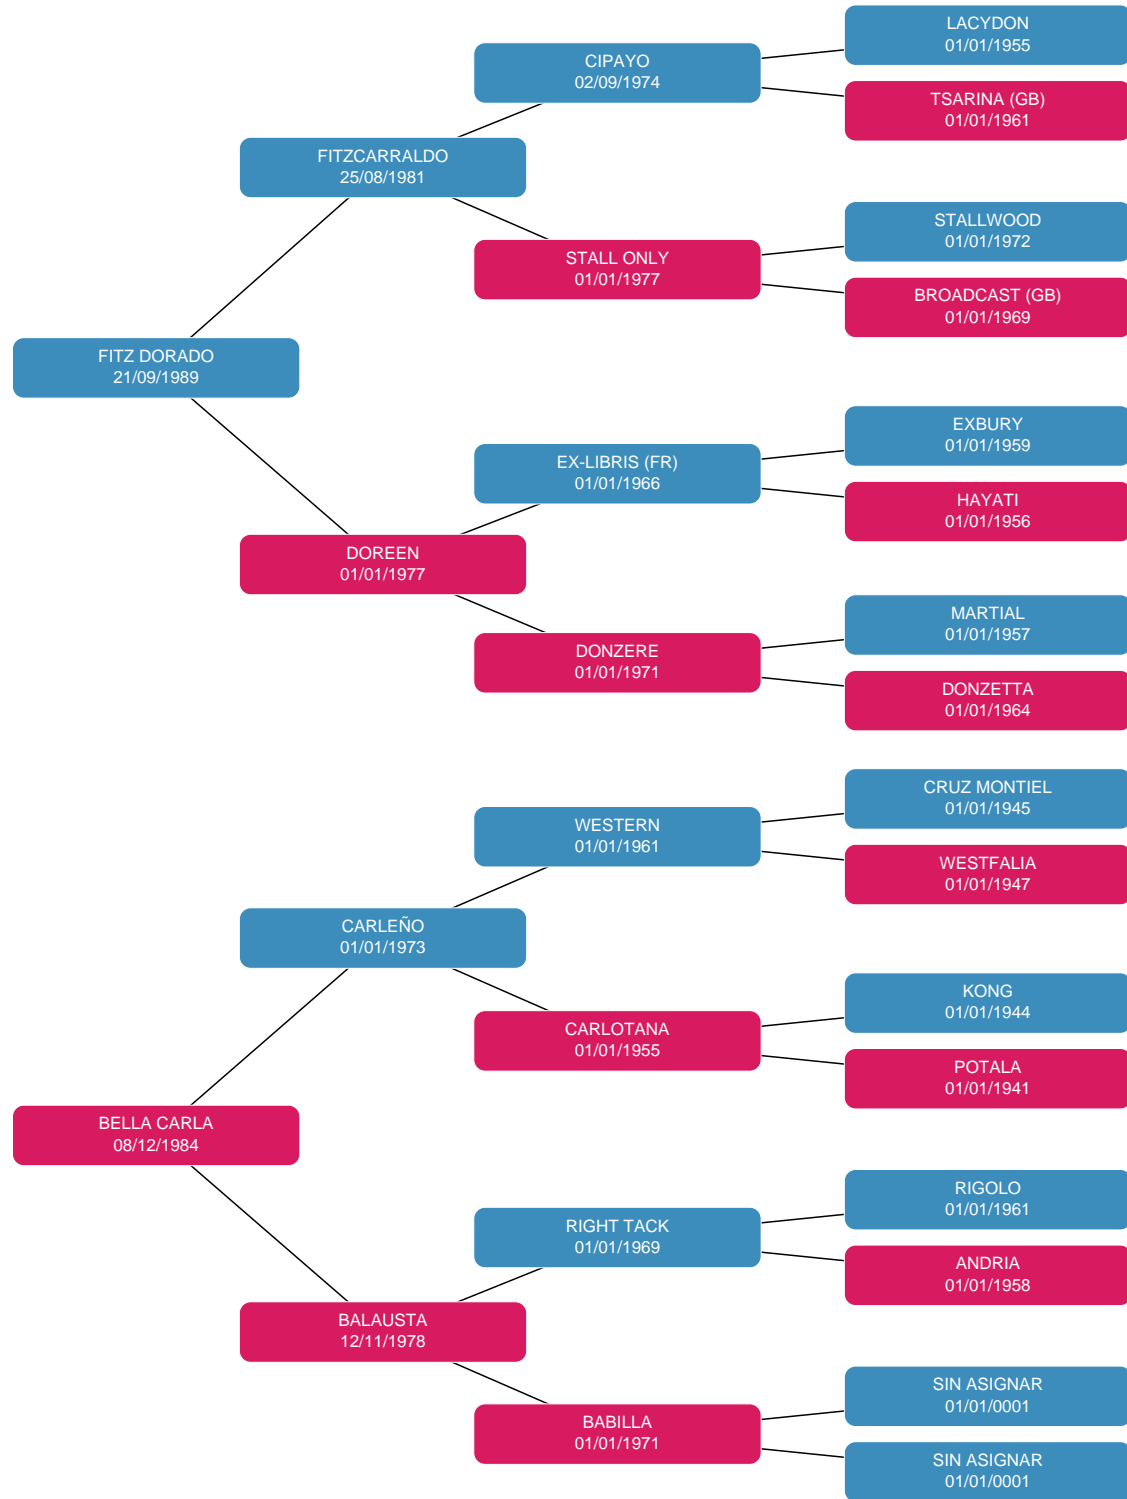 LACYDON
01/01/1955
CIPAYO
02/09/1974
TSARINA (GB)
01/01/1961
FITZCARRALDO
25/08/1981
STALLWOOD
01/01/1972
STALL ONLY
01/01/1977
BROADCAST (GB)
01/01/1969
FITZ DORADO
21/09/1989
EXBURY
01/01/1959
EX-LIBRIS (FR)
01/01/1966
HAYATI
01/01/1956
DOREEN
01/01/1977
MARTIAL
01/01/1957
DONZERE
01/01/1971
DONZETTA
01/01/1964
CRUZ MONTIEL
01/01/1945
WESTERN
01/01/1961
WESTFALIA
01/01/1947
CARLEÑO
01/01/1973
KONG
01/01/1944
CARLOTANA
01/01/1955
POTALA
01/01/1941
BELLA CARLA
08/12/1984
RIGOLO
01/01/1961
RIGHT TACK
01/01/1969
ANDRIA
01/01/1958
BALAUSTA
12/11/1978
SIN ASIGNAR
01/01/0001
BABILLA
01/01/1971
SIN ASIGNAR
01/01/0001